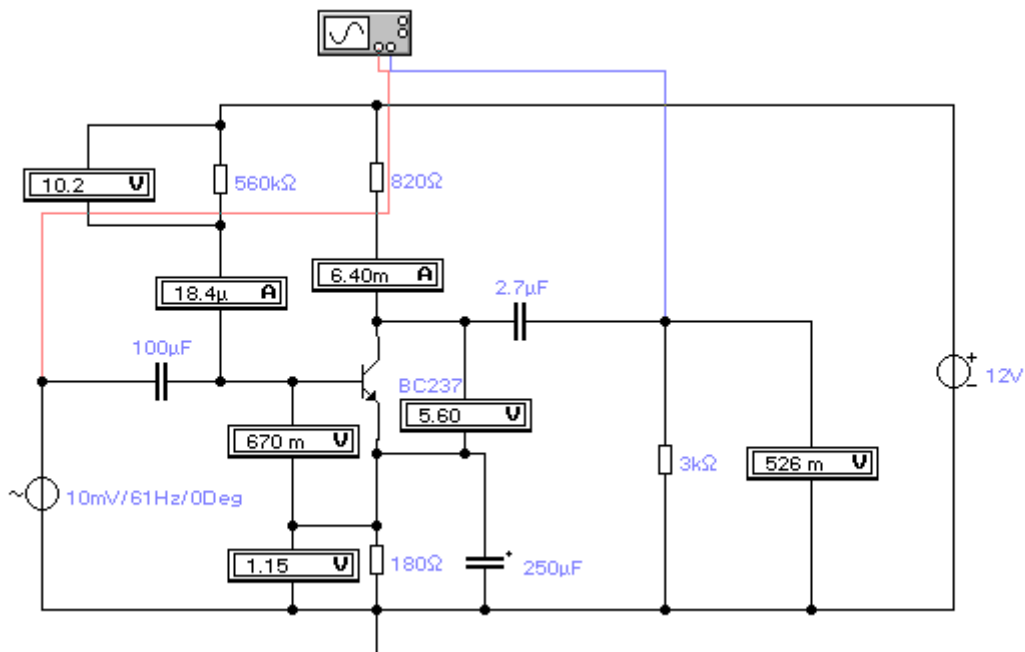 10.2 V
560kΩ
820Ω
18.4µ A
6.40m A
2.7µF
100µF
BC237
12V
5.60 V
670 m V
3kΩ
526 m V
10mV/61Hz/0Deg
1.15 V
180Ω
250µF